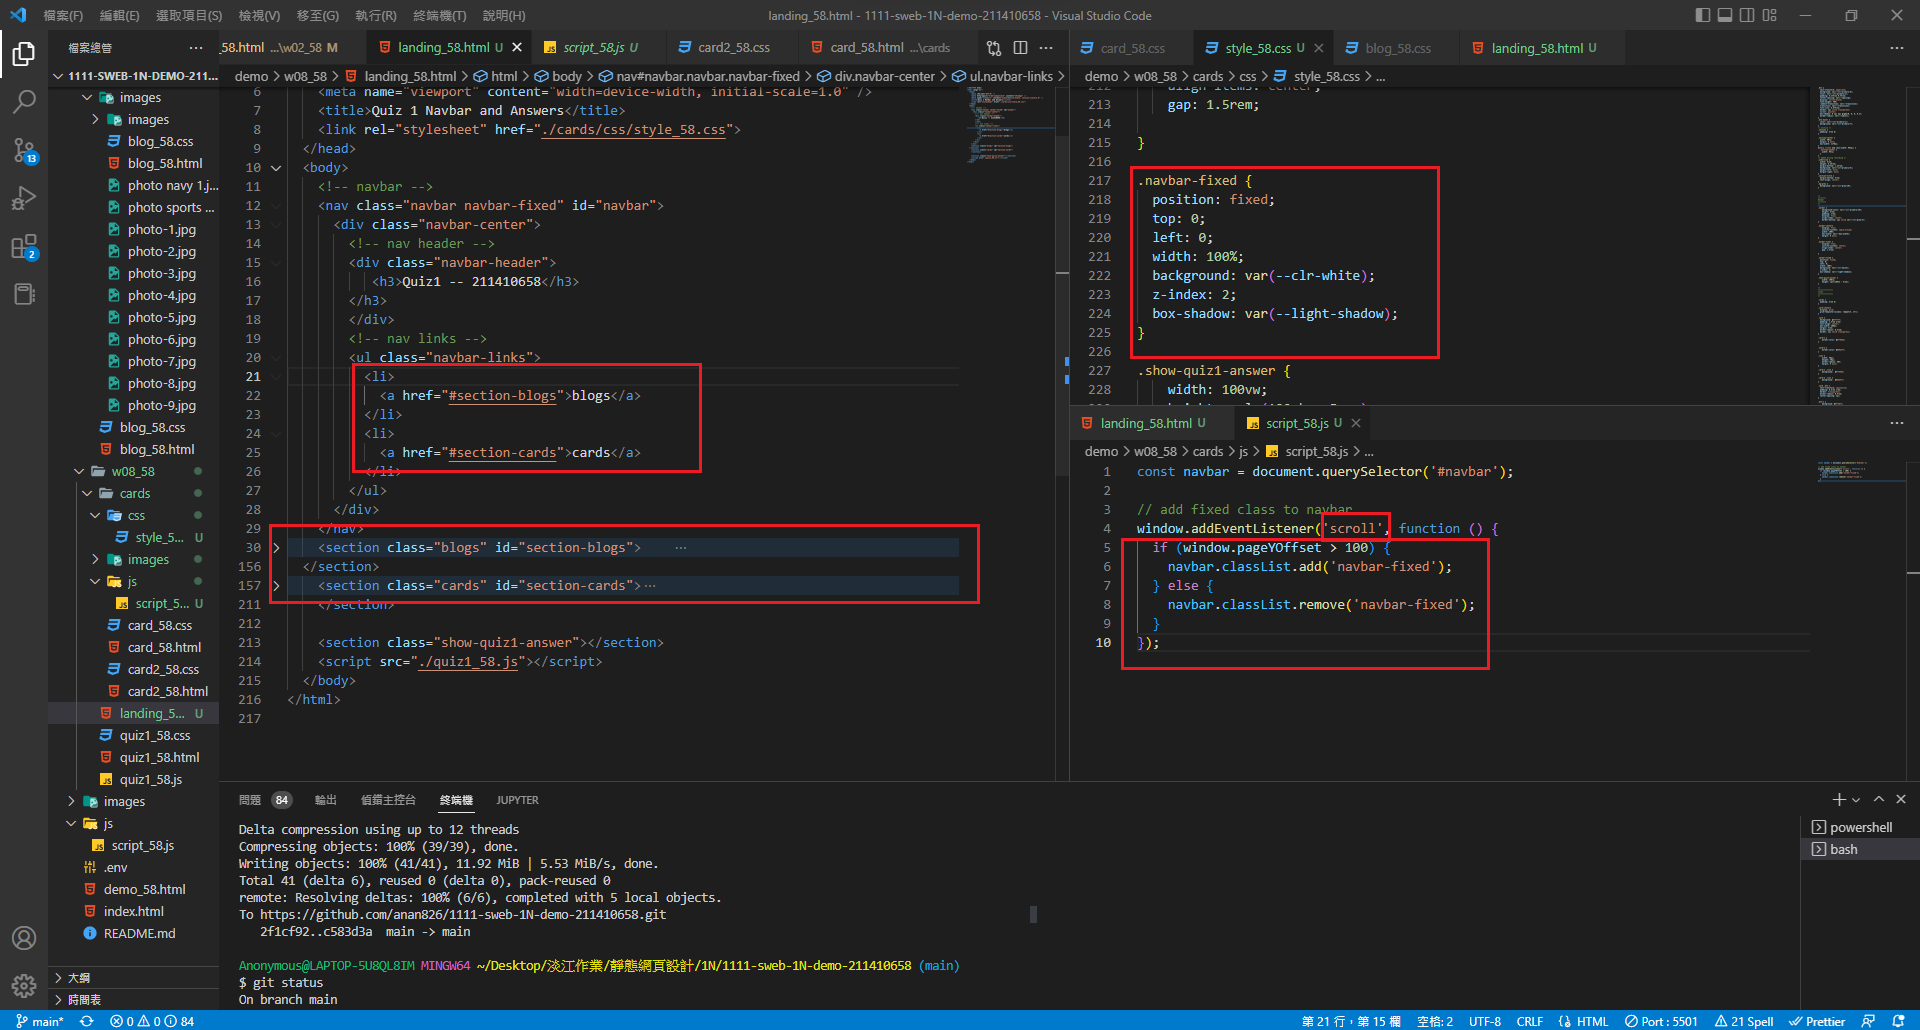 檔案(F) 編輯(E) 選取項目(S) 檢視(V) 移至(G) 執行(R) 終端機(T) 說明(H)
landing_58.html - 1111-sweb-1N-demo-211410658 - Visual Studio Code
檔案總管
1111-SWEB-1N-DEMO-211...
images
images
blog_58.css
blog_58.html
photo navy 1.j...
photo sports ...
photo-1.jpg
photo-2.jpg
photo-3.jpg
photo-4.jpg
photo-5.jpg
photo-6.jpg
photo-7.jpg
photo-8.jpg
photo-9.jpg
blog_58.css
blog_58.html
w08_58
cards
css
style_5... U
images
js
script_5... U
card_58.css
card_58.html
card2_58.css
card2_58.html
landing_5... U
quiz1_58.css
quiz1_58.html
quiz1_58.js
images
js
script_58.js
.env
demo_58.html
index.html
README.md
大綱
時間表
13
2
_58.html ...\w02_58 M
landing_58.html U
script_58.js U
card2_58.css
card_58.html ...\cards
demo > w08_58 > landing_58.html > html > body > nav#navbar.navbar.navbar-fixed > div.navbar-center > ul.navbar-links >
6 <meta name="viewport" content="width=device-width, initial-scale=1.0" />
7 <title>Quiz 1 Navbar and Answers</title>
8 <link rel="stylesheet" href="./cards/css/style_58.css">
9 </head>
10 <body>
11 <!-- navbar -->
12 <nav class="navbar navbar-fixed" id="navbar">
13 <div class="navbar-center">
14 <!-- nav header -->
15 <div class="navbar-header">
16 <h3>Quiz1 -- 211410658</h3>
17 </h3>
18 </div>
19 <!-- nav links -->
20 <ul class="navbar-links">
21 <li>
22 <a href="#section-blogs">blogs</a>
23 </li>
24 <li>
25 <a href="#section-cards">cards</a>
26 </li>
27 </ul>
28 </div>
29 </nav>
30 <section class="blogs" id="section-blogs"> ...
156 </section>
157 <section class="cards" id="section-cards">...
211 </section>
212
213 <section class="show-quiz1-answer"></section>
214 <script src="./quiz1_58.js"></script>
215 </body>
216 </html>
217
card_58.css
style_58.css U
blog_58.css
landing_58.html U
demo > w08_58 > cards > css > style_58.css > ...
212 align-items: center;
213 gap: 1.5rem;
214
215 }
216
217 .navbar-fixed {
218 position: fixed;
219 top: 0;
220 left: 0;
221 width: 100%;
222 background: var(--clr-white);
223 z-index: 2;
224 box-shadow: var(--light-shadow);
225 }
226
227 .show-quiz1-answer {
228 width: 100vw;
landing_58.html U
script_58.js U
demo > w08_58 > cards > js > script_58.js > ...
1 const navbar = document.querySelector('#navbar');
2
3 // add fixed class to navbar
4 window.addEventListener('scroll', function () {
5 if (window.pageYOffset > 100) {
6 navbar.classList.add('navbar-fixed');
7 } else {
8 navbar.classList.remove('navbar-fixed');
9 }
10 });
問題 84 輸出 偵錯主控台 終端機 JUPYTER
Delta compression using up to 12 threads
Compressing objects: 100% (39/39), done.
Writing objects: 100% (41/41), 11.92 MiB | 5.53 MiB/s, done.
Total 41 (delta 6), reused 0 (delta 0), pack-reused 0
remote: Resolving deltas: 100% (6/6), completed with 5 local objects.
To https://github.com/anan826/1111-sweb-1N-demo-211410658.git
2f1cf92..c583d3a main -> main
Anonymous@LAPTOP-5U8QL8IM MINGW64 ~/Desktop/淡江作業/靜態網頁設計/1N/1111-sweb-1N-demo-211410658 (main)
$ git status
On branch main
powershell
bash
main* 0 0 84 第 21 行，第 15 欄 空格: 2 UTF-8 CRLF HTML Port : 5501 21 Spell Prettier